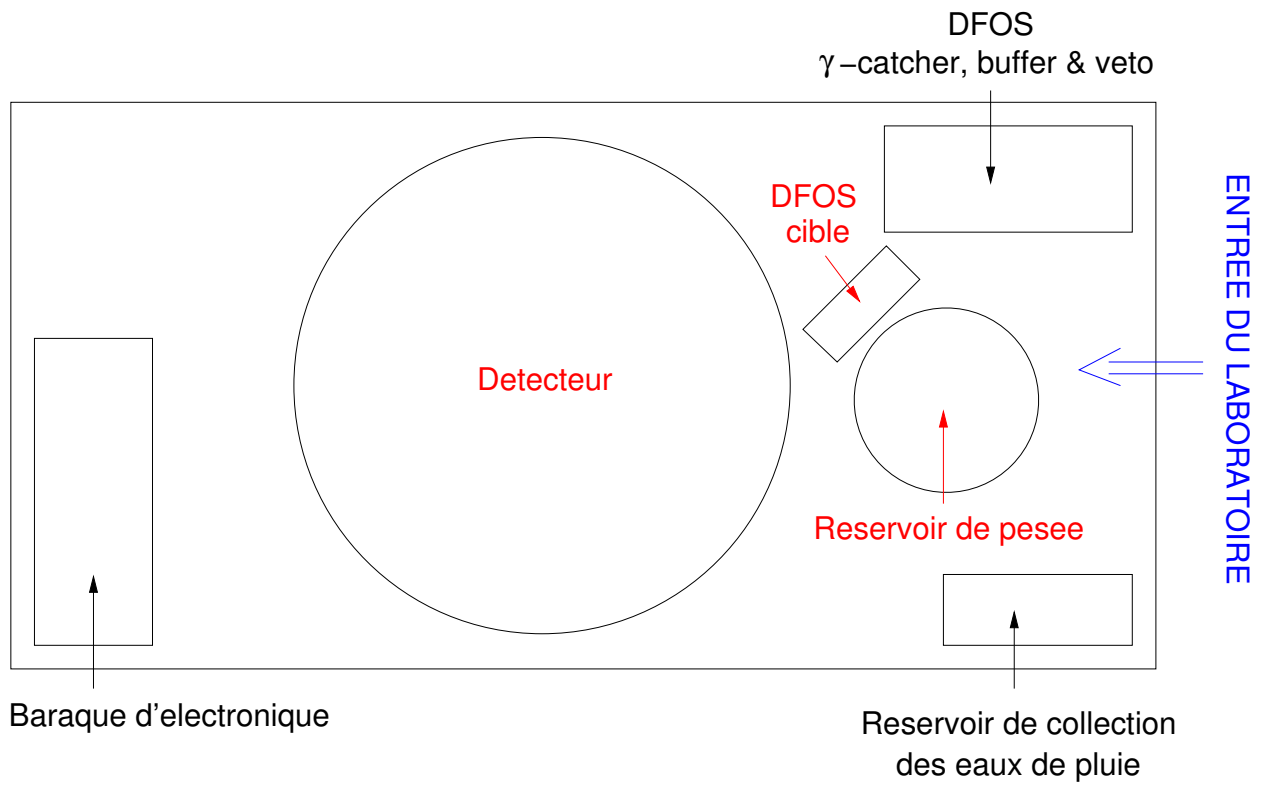 DFOS
γ−catcher, buffer & veto
DFOS
cible
ENTREE DU LABORATOIRE
Detecteur
Reservoir de pesee
Baraque d'electronique
Reservoir de collection
des eaux de pluie